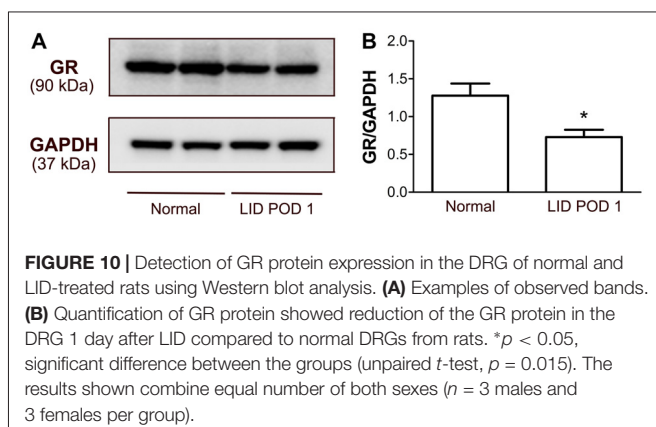 A
GR
(90 kDa)
GAPDH
(37 kDa)
Normal
LID POD 1
B
GR/GAPDH
2.0
1.5
1.0
0.5
0.0
*
Normal
LID POD 1
FIGURE 10 | Detection of GR protein expression in the DRG of normal and
LID-treated rats using Western blot analysis. (A) Examples of observed bands.
(B) Quantification of GR protein showed reduction of the GR protein in the
DRG 1 day after LID compared to normal DRGs from rats. *p < 0.05,
significant difference between the groups (unpaired t-test, p = 0.015). The
results shown combine equal number of both sexes (n = 3 males and
3 females per group).